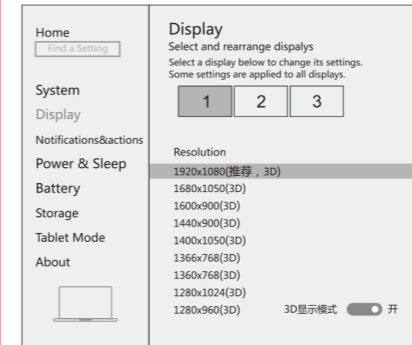 Home
Find a Setting
System
Display
Notifications&actions
Power & Sleep
Battery
Storage
Tablet Mode
About
Display
Select and rearrange dispalys
Select a display below to change its settings.
Some settings are applied to all displays.
1 2 3
Resolution
1920x1080(推荐，3D)
1680x1050(3D)
1600x900(3D)
1440x900(3D)
1400x1050(3D)
1366x768(3D)
1360x768(3D)
1280x1024(3D)
1280x960(3D)
3D显示模式 开